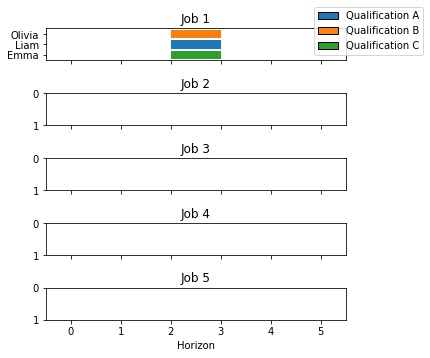 Job 1
Qualification A
Qualification B
Qualification C
Olivia
Liam
Emma
Job 2
0
1
Job 3
0
1
Job 4
0
1
Job 5
0
1
0 1 2 3 4 5
Horizon